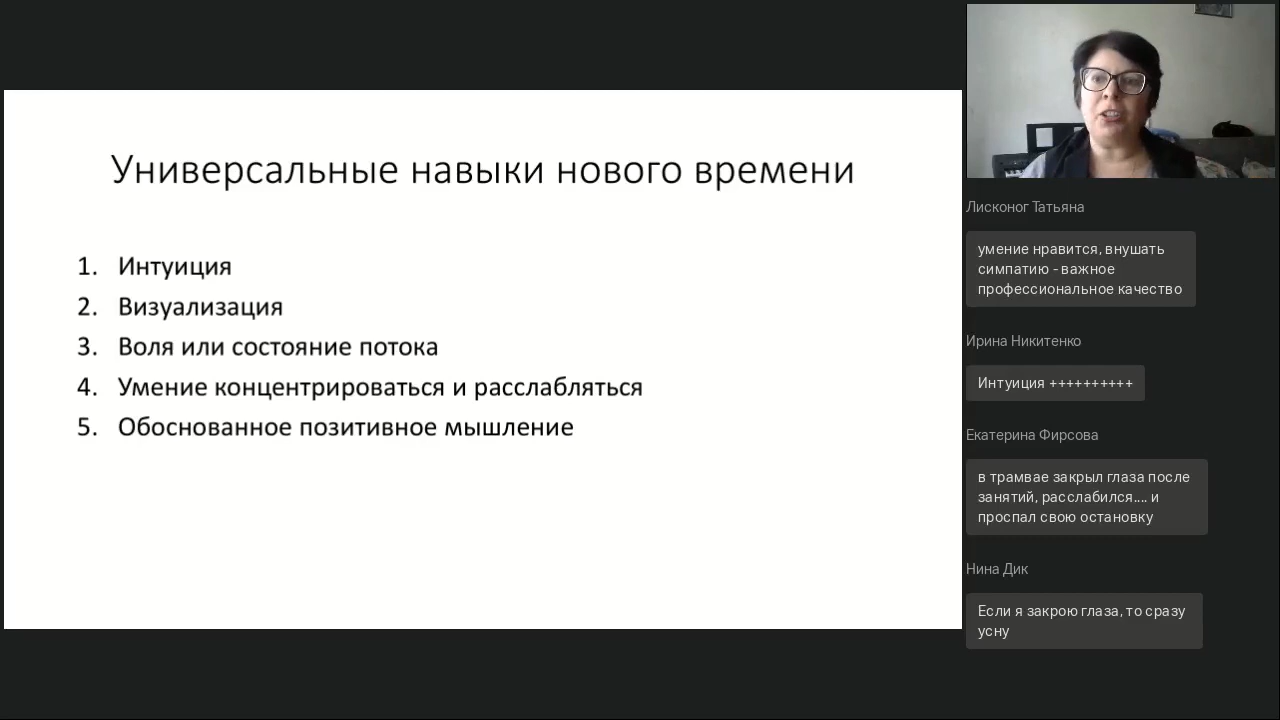 Универсальные навыки нового времени
1. Интуиция
2. Визуализация
3. Воля или состояние потока
4. Умение концентрироваться и расслабляться
5. Обоснованное позитивное мышление
Лисконог Татьяна
умение нравится, внушать
симпатию - важное
профессиональное качество
Ирина Никитенко
Интуиция ++++++++++
Екатерина Фирсова
в трамвае закрыл глаза после
занятий, расслабился.... и
проспал свою остановку
Нина Дик
Если я закрою глаза, то сразу
усну